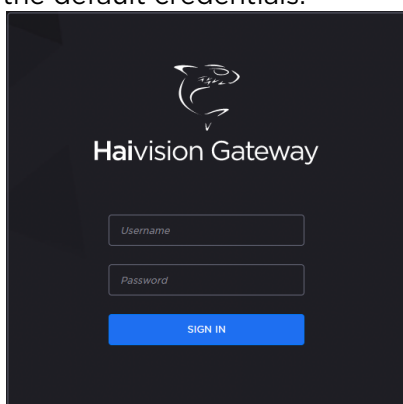 the default credentials.
Haivision Gateway
Username
Password
SIGN IN